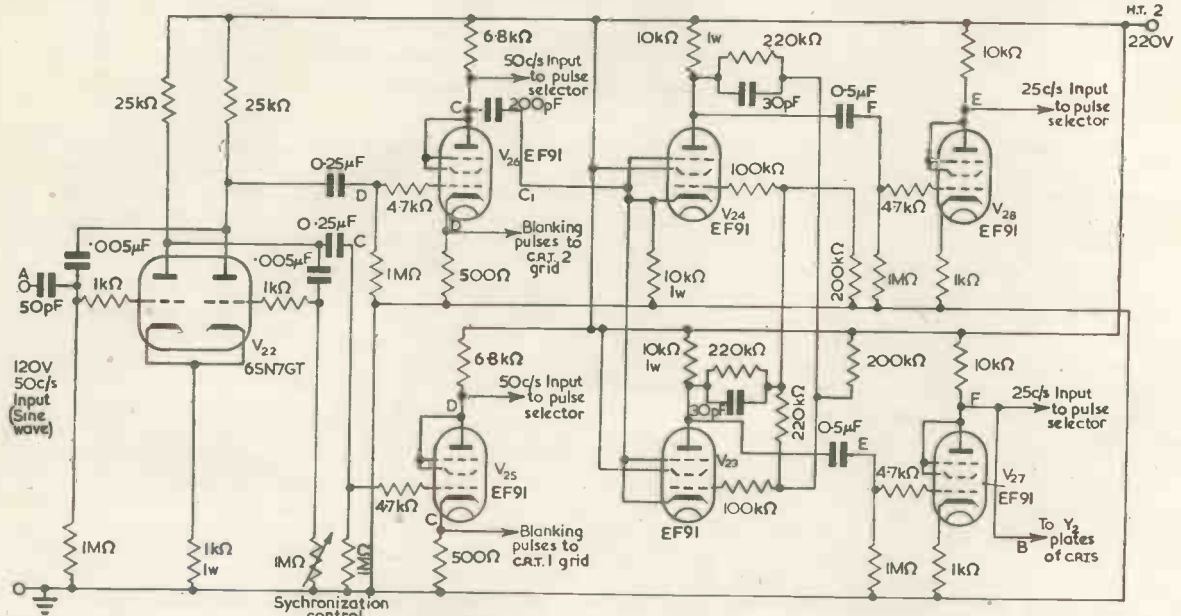 H.T. 2
220V
6.8kΩ
50c/s Input
to pulse
selector
10kΩ
1w
220kΩ
30pF
10kΩ
25kΩ
25kΩ
C
200pF
0.5µF
F
E
25c/s Input
to pulse
selector
V26
EF91
0.25µF
D
4.7kΩ
C1
100kΩ
V24
EF91
4.7kΩ
V28
EF91
.005µF
0.25µF
C
D
Blanking
pulses to
C.R.T. 2
grid
.005µF
A
50pF
1kΩ
1kΩ
1MΩ
500Ω
10kΩ
1w
200kΩ
1MΩ
1kΩ
V22
6SN7GT
120V
50c/s
Input
(Sine
wave)
6.8kΩ
50c/s Input
to pulse
selector
D
10kΩ
1w
220kΩ
30pF
200kΩ
10kΩ
F
25c/s Input
to pulse
selector
220kΩ
0.5µF
E
V25
EF91
4.7kΩ
V23
EF91
100kΩ
4.7kΩ
V27
EF91
C
Blanking
pulses to
C.R.T. 1 grid
B
To Y2
plates
of CRTS
1MΩ
1kΩ
1w
1MΩ
1MΩ
500Ω
1MΩ
1kΩ
Sychronization
control